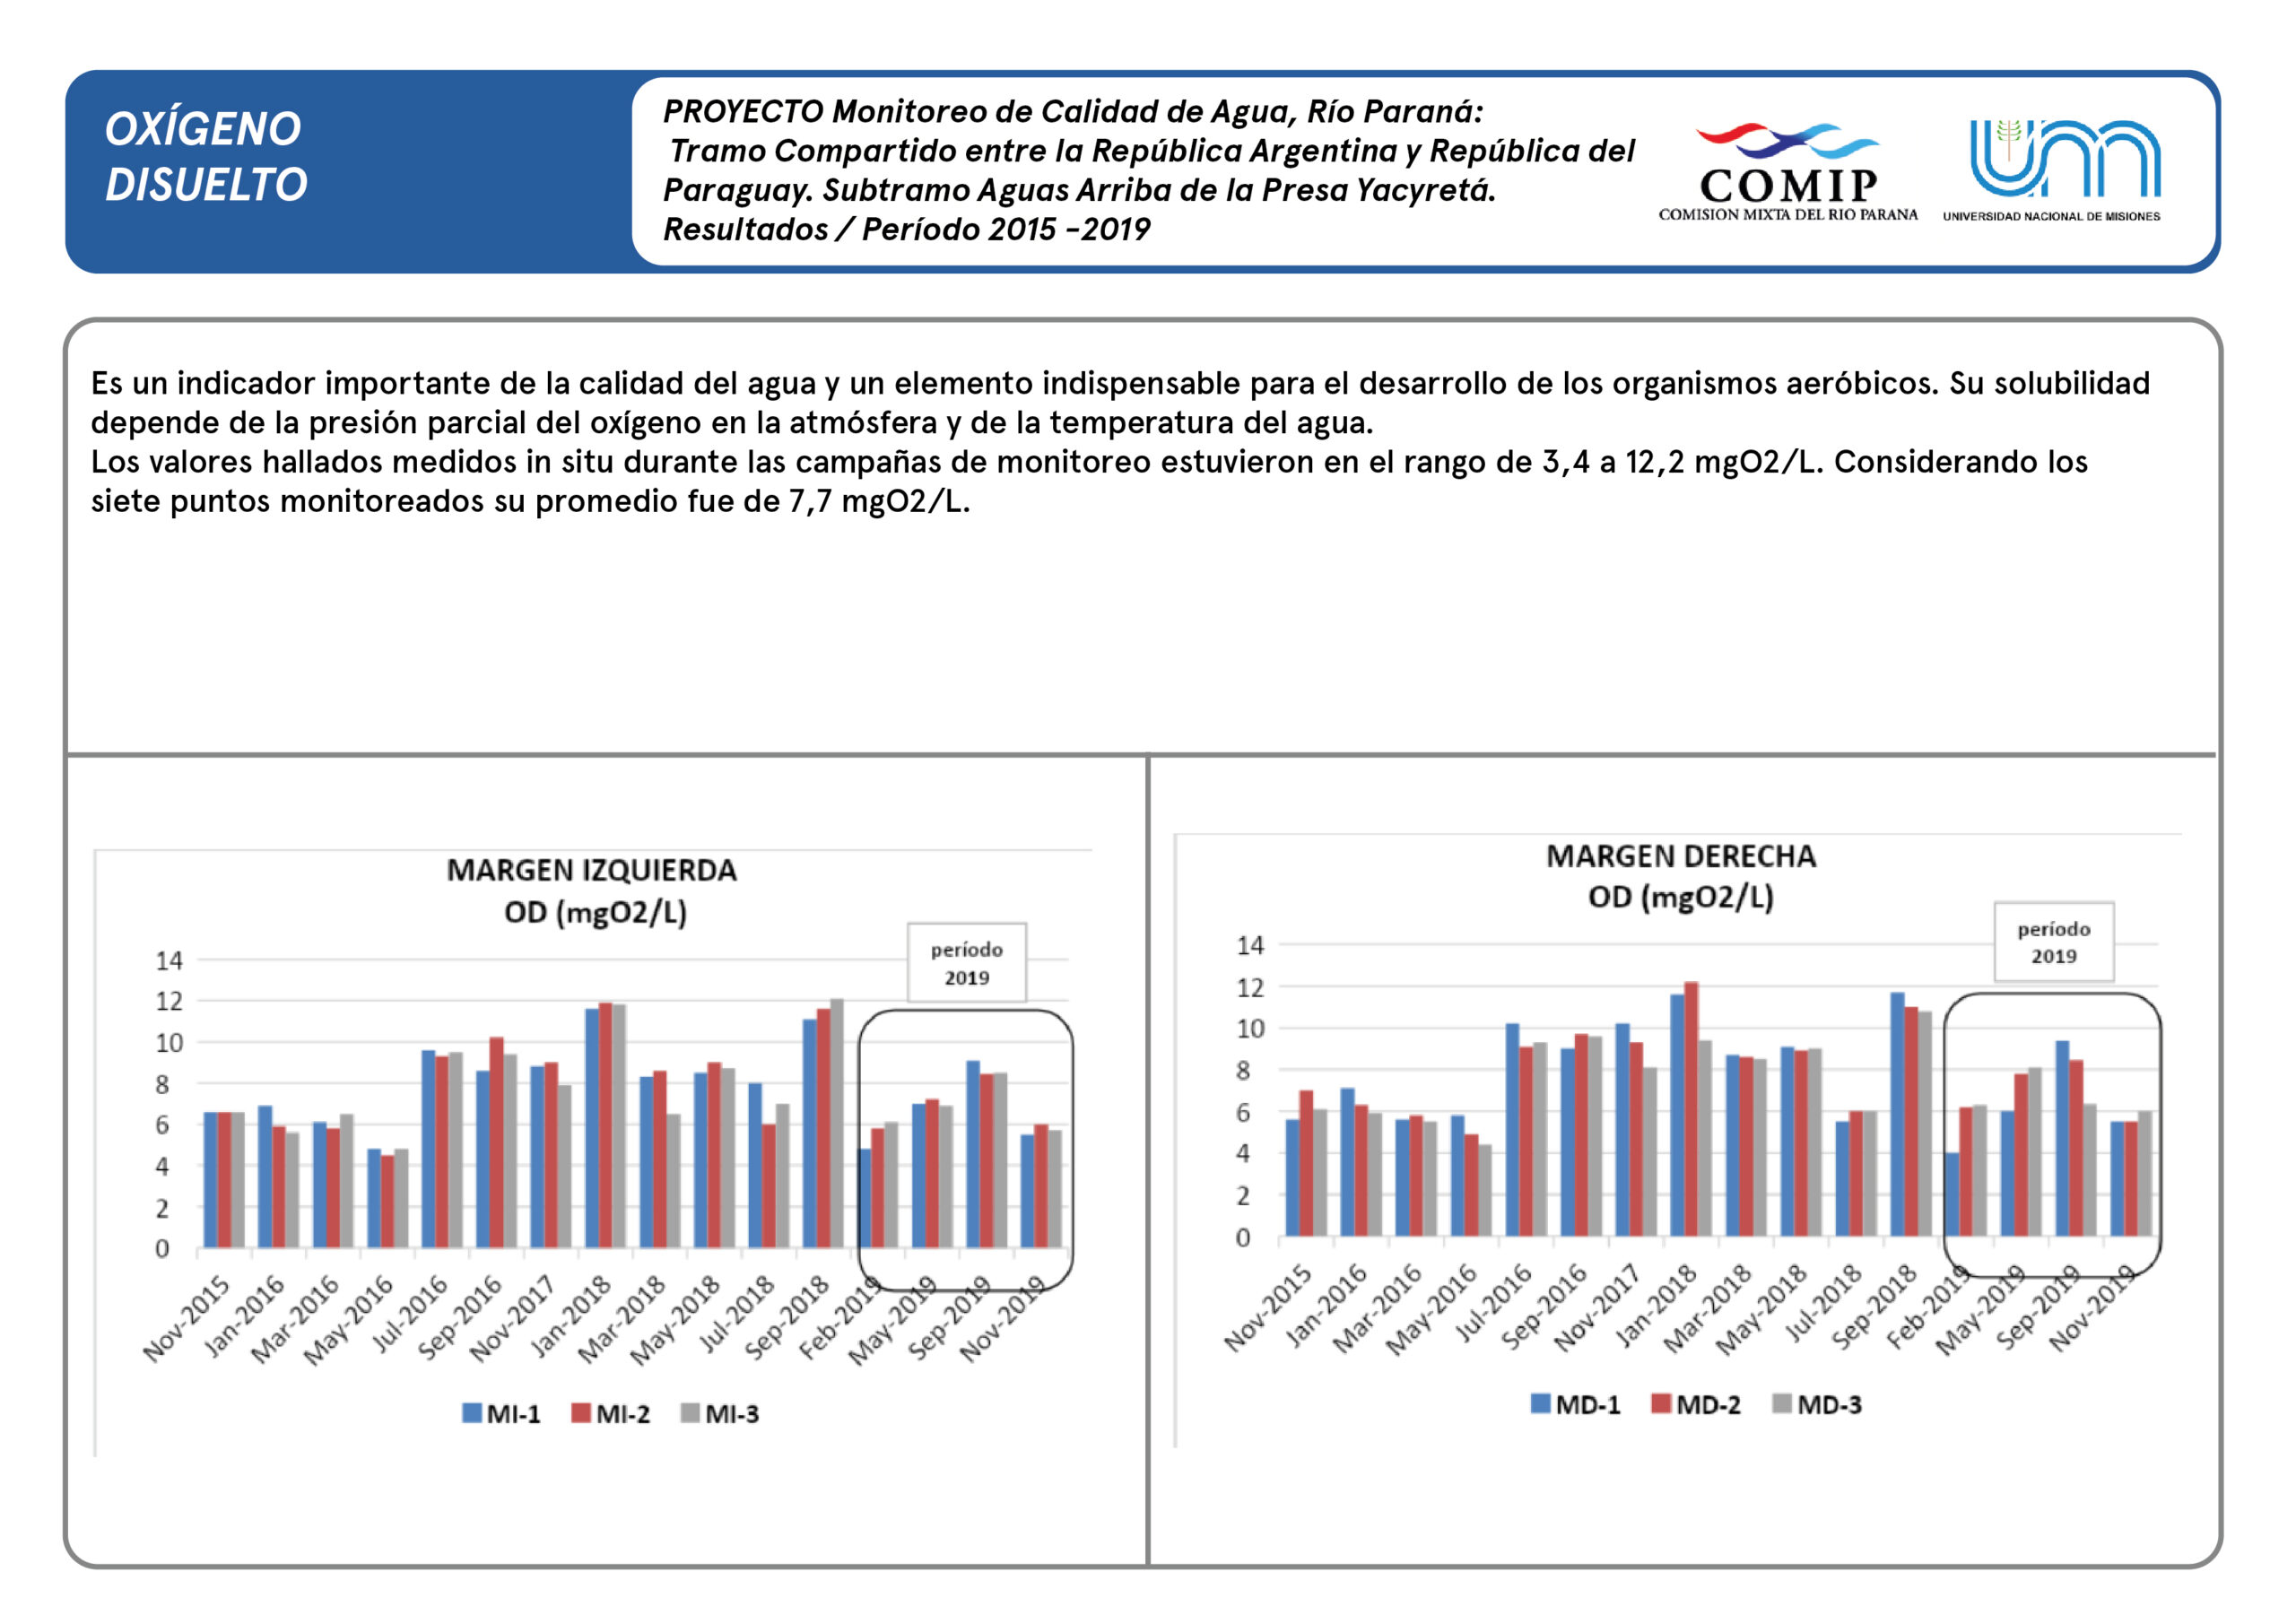 OXÍGENO
DISUELTO
PROYECTO Monitoreo de Calidad de Agua, Río Paraná:
Tramo Compartido entre la República Argentina y República del
Paraguay. Subtramo Aguas Arriba de la Presa Yacyretá.
Resultados / Período 2015 -2019
COMIP
COMISION MIXTA DEL RIO PARANA
um
UNIVERSIDAD NACIONAL DE MISIONES
Es un indicador importante de la calidad del agua y un elemento indispensable para el desarrollo de los organismos aeróbicos. Su solubilidad
depende de la presión parcial del oxígeno en la atmósfera y de la temperatura del agua.
Los valores hallados medidos in situ durante las campañas de monitoreo estuvieron en el rango de 3,4 a 12,2 mgO2/L. Considerando los
siete puntos monitoreados su promedio fue de 7,7 mgO2/L.
MARGEN IZQUIERDA
OD (mgO2/L)
período
2019
14
12
10
8
6
4
2
0
Nov-2015
Jan-2016
Mar-2016
May-2016
Jul-2016
Sep-2016
Nov-2017
Jan-2018
Mar-2018
May-2018
Jul-2018
Sep-2018
Feb-2019
May-2019
Sep-2019
Nov-2019
MI-1 MI-2 MI-3
MARGEN DERECHA
OD (mgO2/L)
período
2019
14
12
10
8
6
4
2
0
Nov-2015
Jan-2016
Mar-2016
May-2016
Jul-2016
Sep-2016
Nov-2017
Jan-2018
Mar-2018
May-2018
Jul-2018
Sep-2018
Feb-2019
May-2019
Sep-2019
Nov-2019
MD-1 MD-2 MD-3